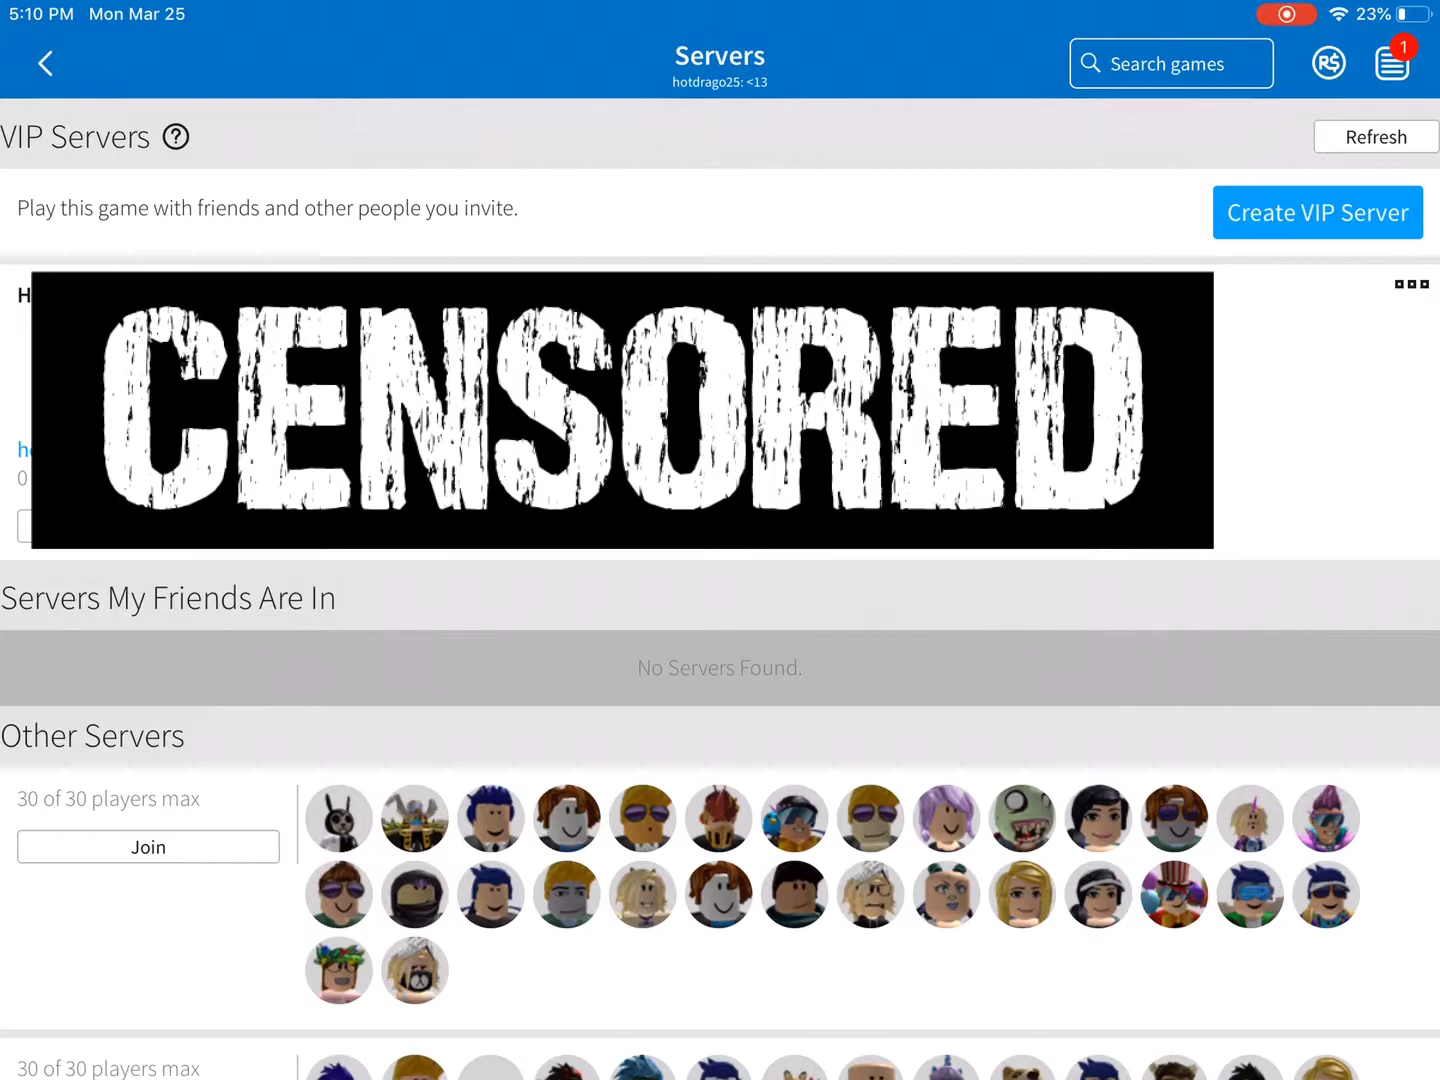 5:10 PM Mon Mar 25
23%
Servers
hotdrago25: <13
Search games
R$
1
VIP Servers ?
Refresh
Play this game with friends and other people you invite.
Create VIP Server
H
CENSORED
0
Servers My Friends Are In
No Servers Found.
Other Servers
30 of 30 players max
Join
30 of 30 players max